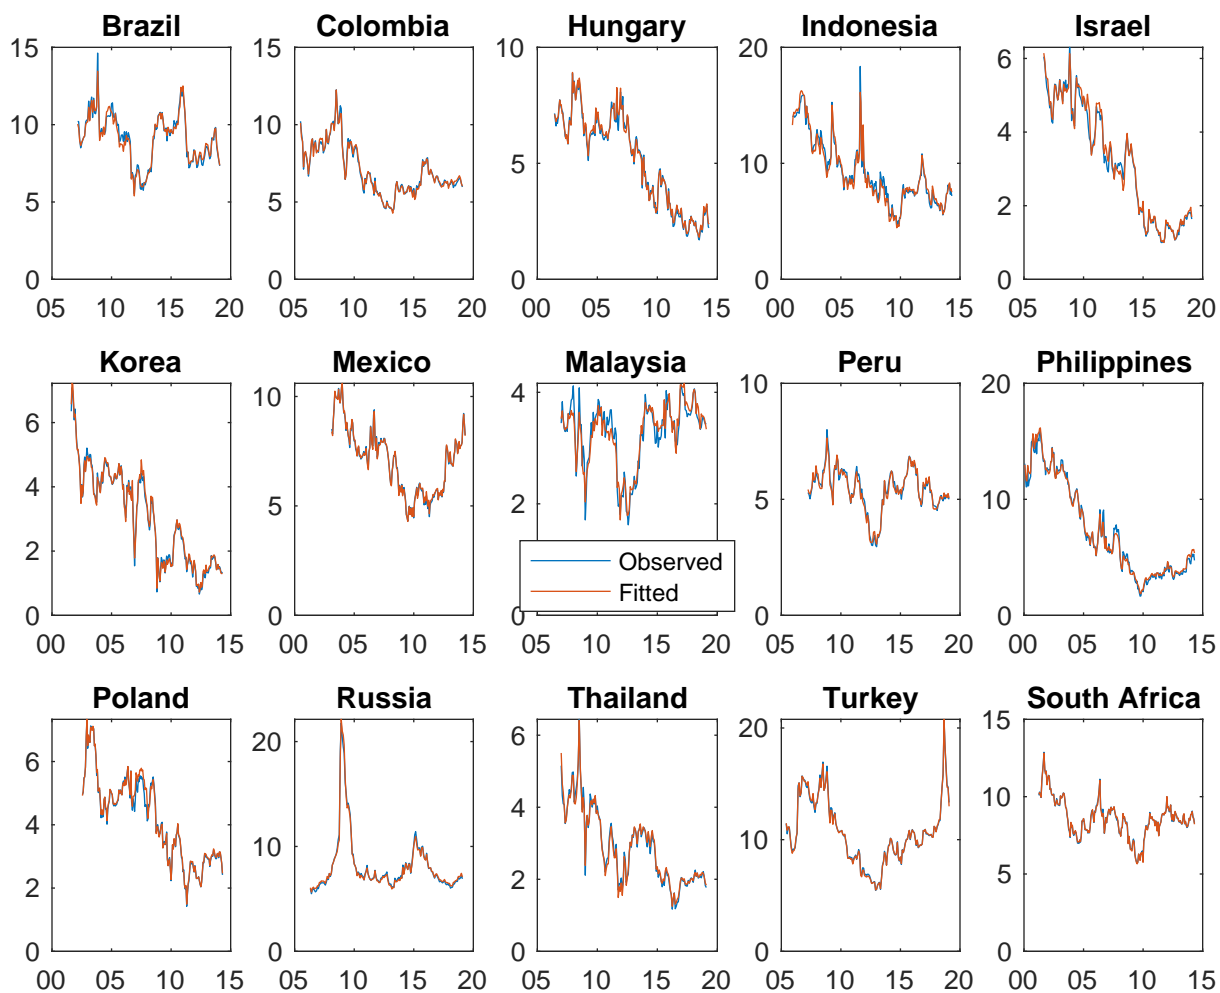 Brazil Colombia Hungary Indonesia Israel
15 15 10 20 6
10 10 5 10 4
5 5 2
0 0 0 0 0
05 10 15 20 05 10 15 20 00 05 10 15 00 05 10 15 05 10 15 20
Korea Mexico Malaysia Peru Philippines
6 10 4 10 20
4 5 2 5 10
2
Observed
Fitted
0 0 0 0 0
00 05 10 15 00 05 10 15 05 10 15 20 05 10 15 20 00 05 10 15
Poland Russia Thailand Turkey South Africa
6 20 6 20 15
4 10 4 10 10
2 2 5
0 0 0 0 0
00 05 10 15 05 10 15 20 05 10 15 20 05 10 15 20 00 05 10 15